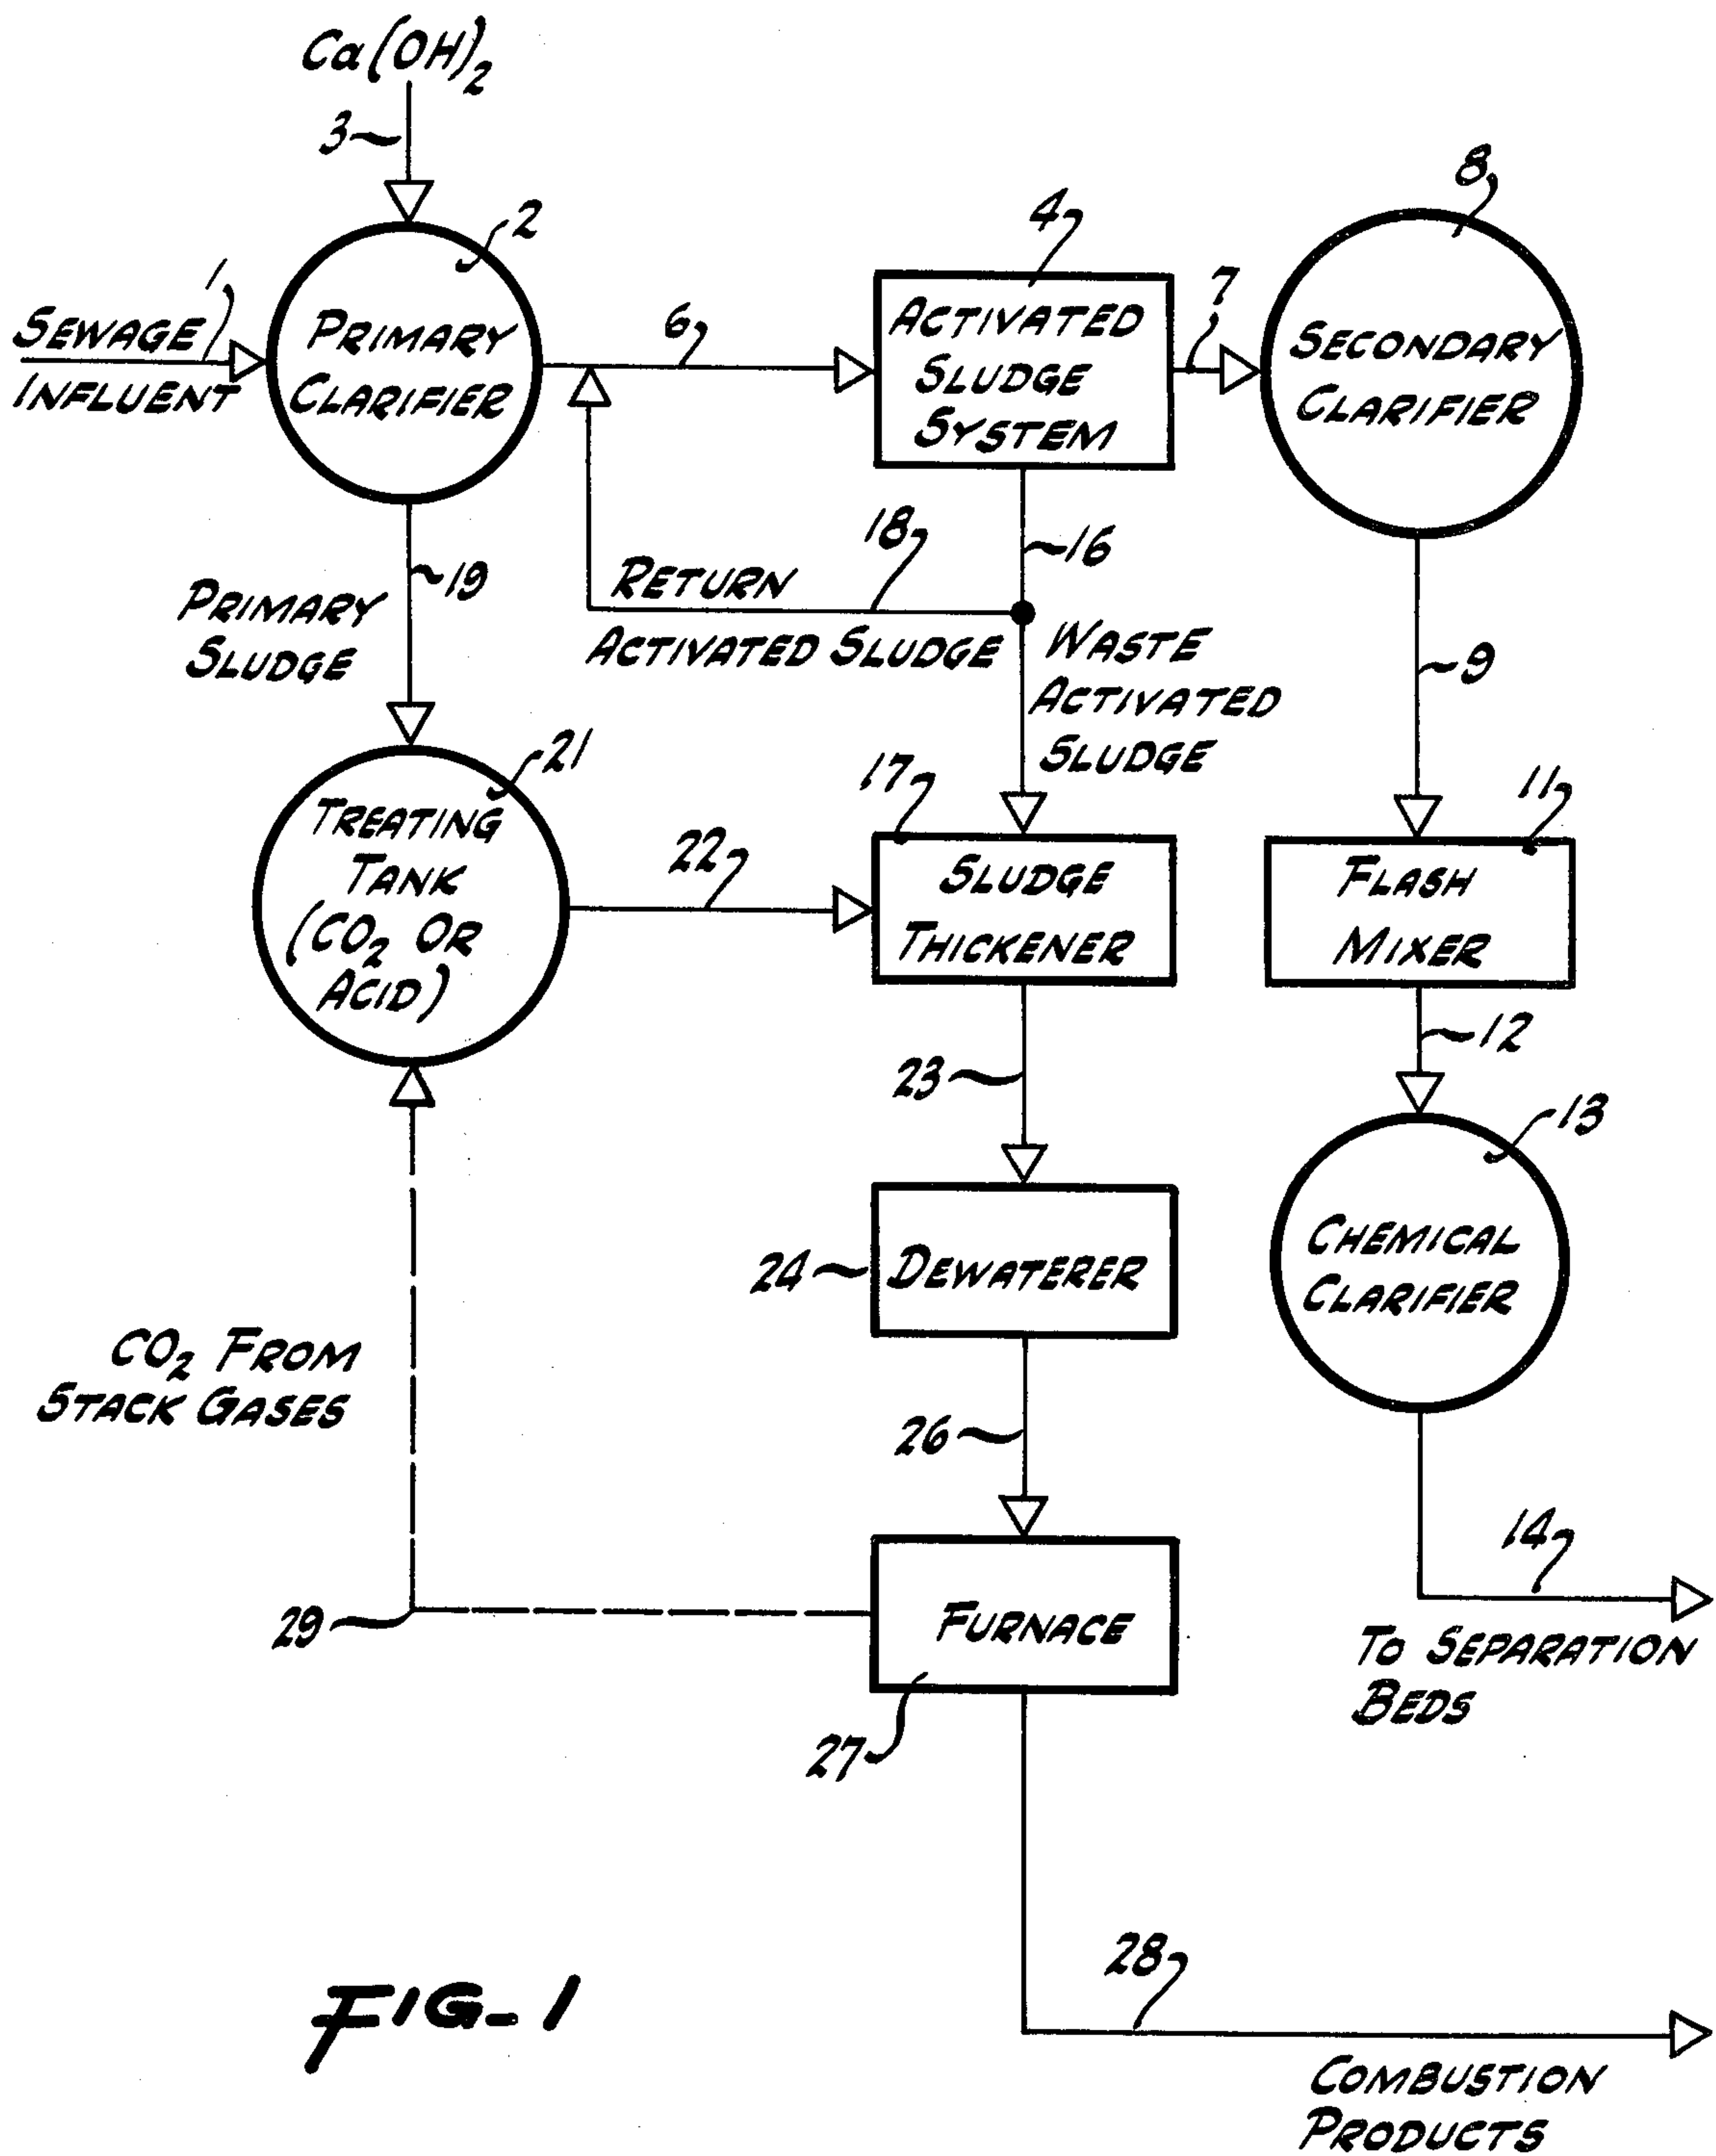 Ca(OH)2
3
2
1
SEWAGE
INFLUENT
PRIMARY
CLARIFIER
6
4
ACTIVATED
SLUDGE
SYSTEM
7
8
SECONDARY
CLARIFIER
19
PRIMARY
SLUDGE
18
16
RETURN
ACTIVATED SLUDGE
WASTE
ACTIVATED
SLUDGE
9
21
TREATING
TANK
(CO2 OR
ACID)
22
17
SLUDGE
THICKENER
11
FLASH
MIXER
12
23
13
CHEMICAL
CLARIFIER
24
DEWATERER
CO2 FROM
STACK GASES
26
14
TO SEPARATION
BEDS
29
FURNACE
27
28
COMBUSTION
PRODUCTS
FIG-1